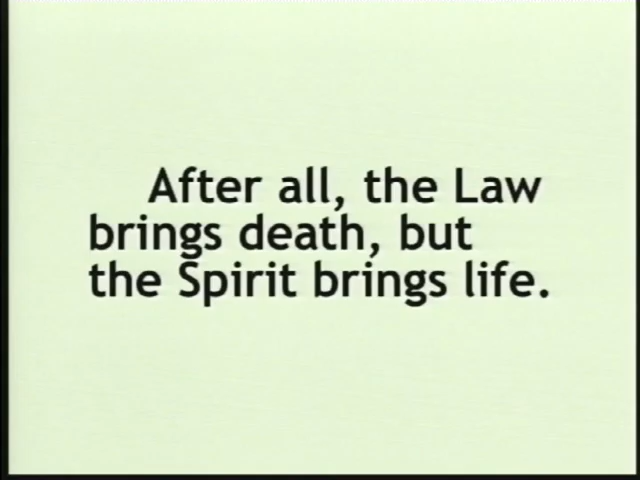 After all, the Law
brings death, but
the Spirit brings life.